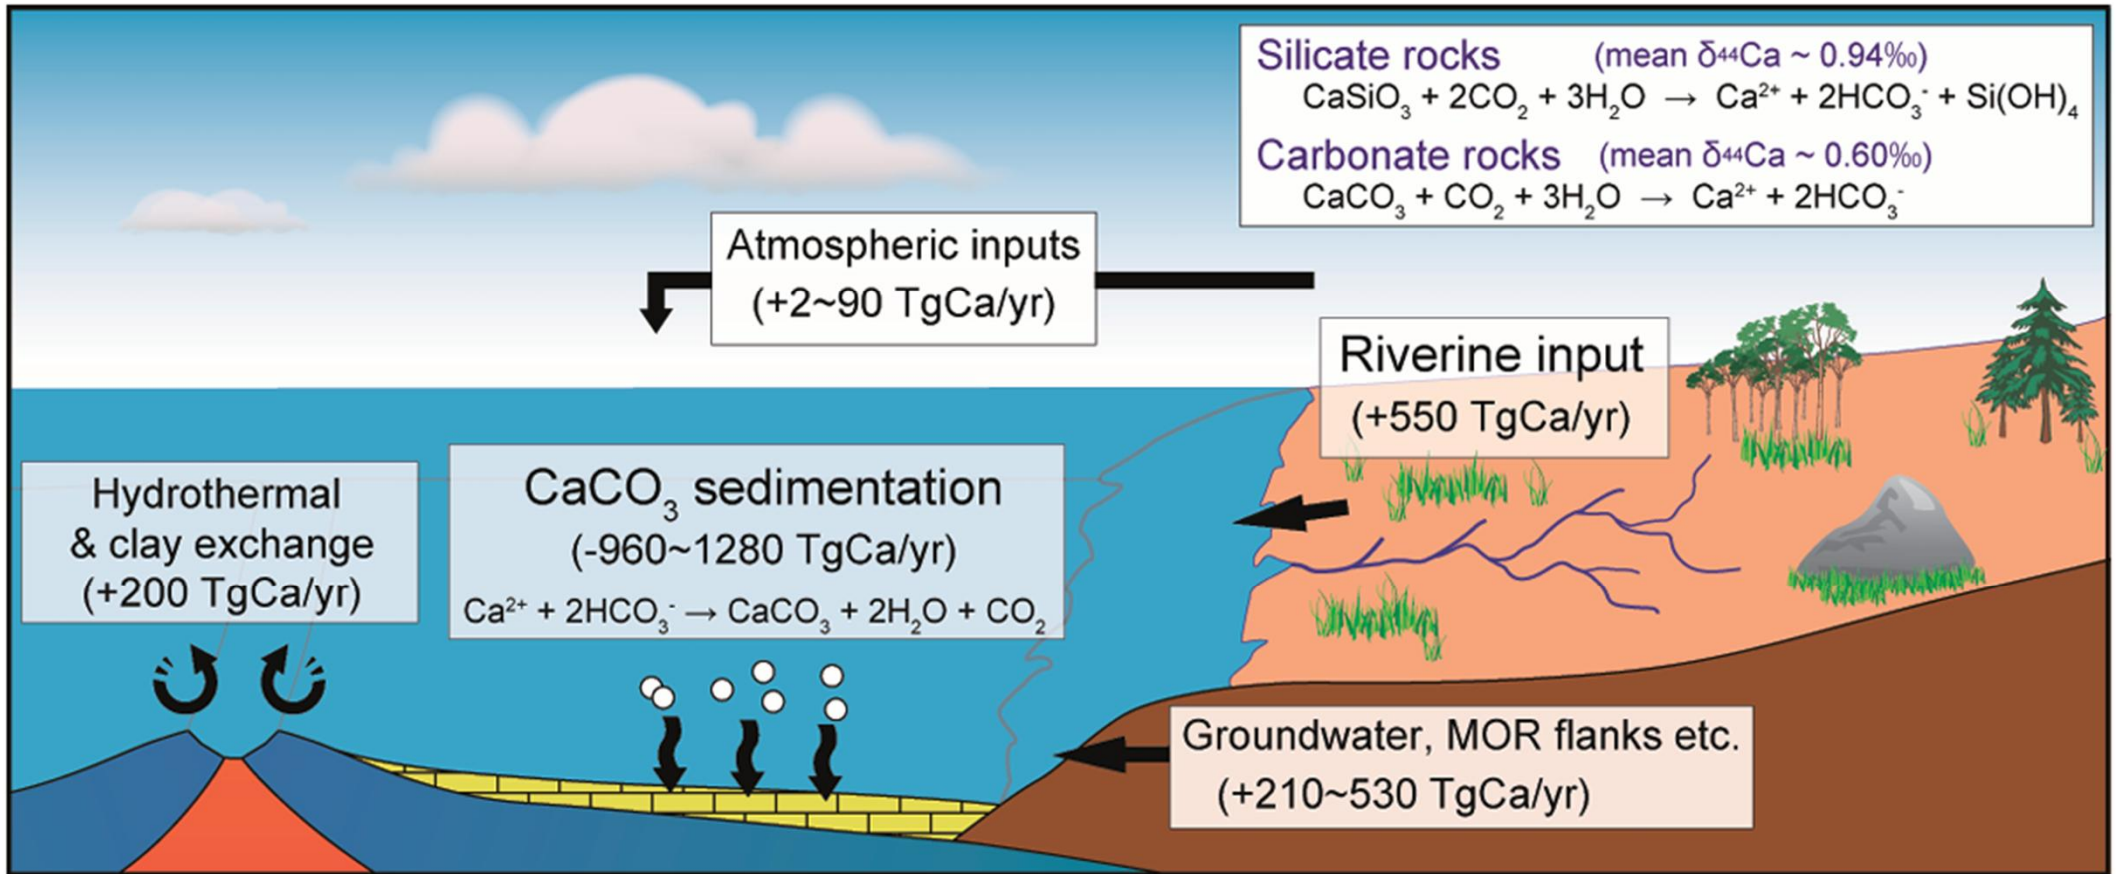 Silicate rocks (mean δ⁴⁴Ca ~ 0.94‰)
CaSiO₃ + 2CO₂ + 3H₂O → Ca²⁺ + 2HCO₃⁻ + Si(OH)₄
Carbonate rocks (mean δ⁴⁴Ca ~ 0.60‰)
CaCO₃ + CO₂ + 3H₂O → Ca²⁺ + 2HCO₃⁻
Atmospheric inputs
(+2~90 TgCa/yr)
Riverine input
(+550 TgCa/yr)
Hydrothermal
& clay exchange
(+200 TgCa/yr)
CaCO₃ sedimentation
(-960~1280 TgCa/yr)
Ca²⁺ + 2HCO₃⁻ → CaCO₃ + 2H₂O + CO₂
Groundwater, MOR flanks etc.
(+210~530 TgCa/yr)